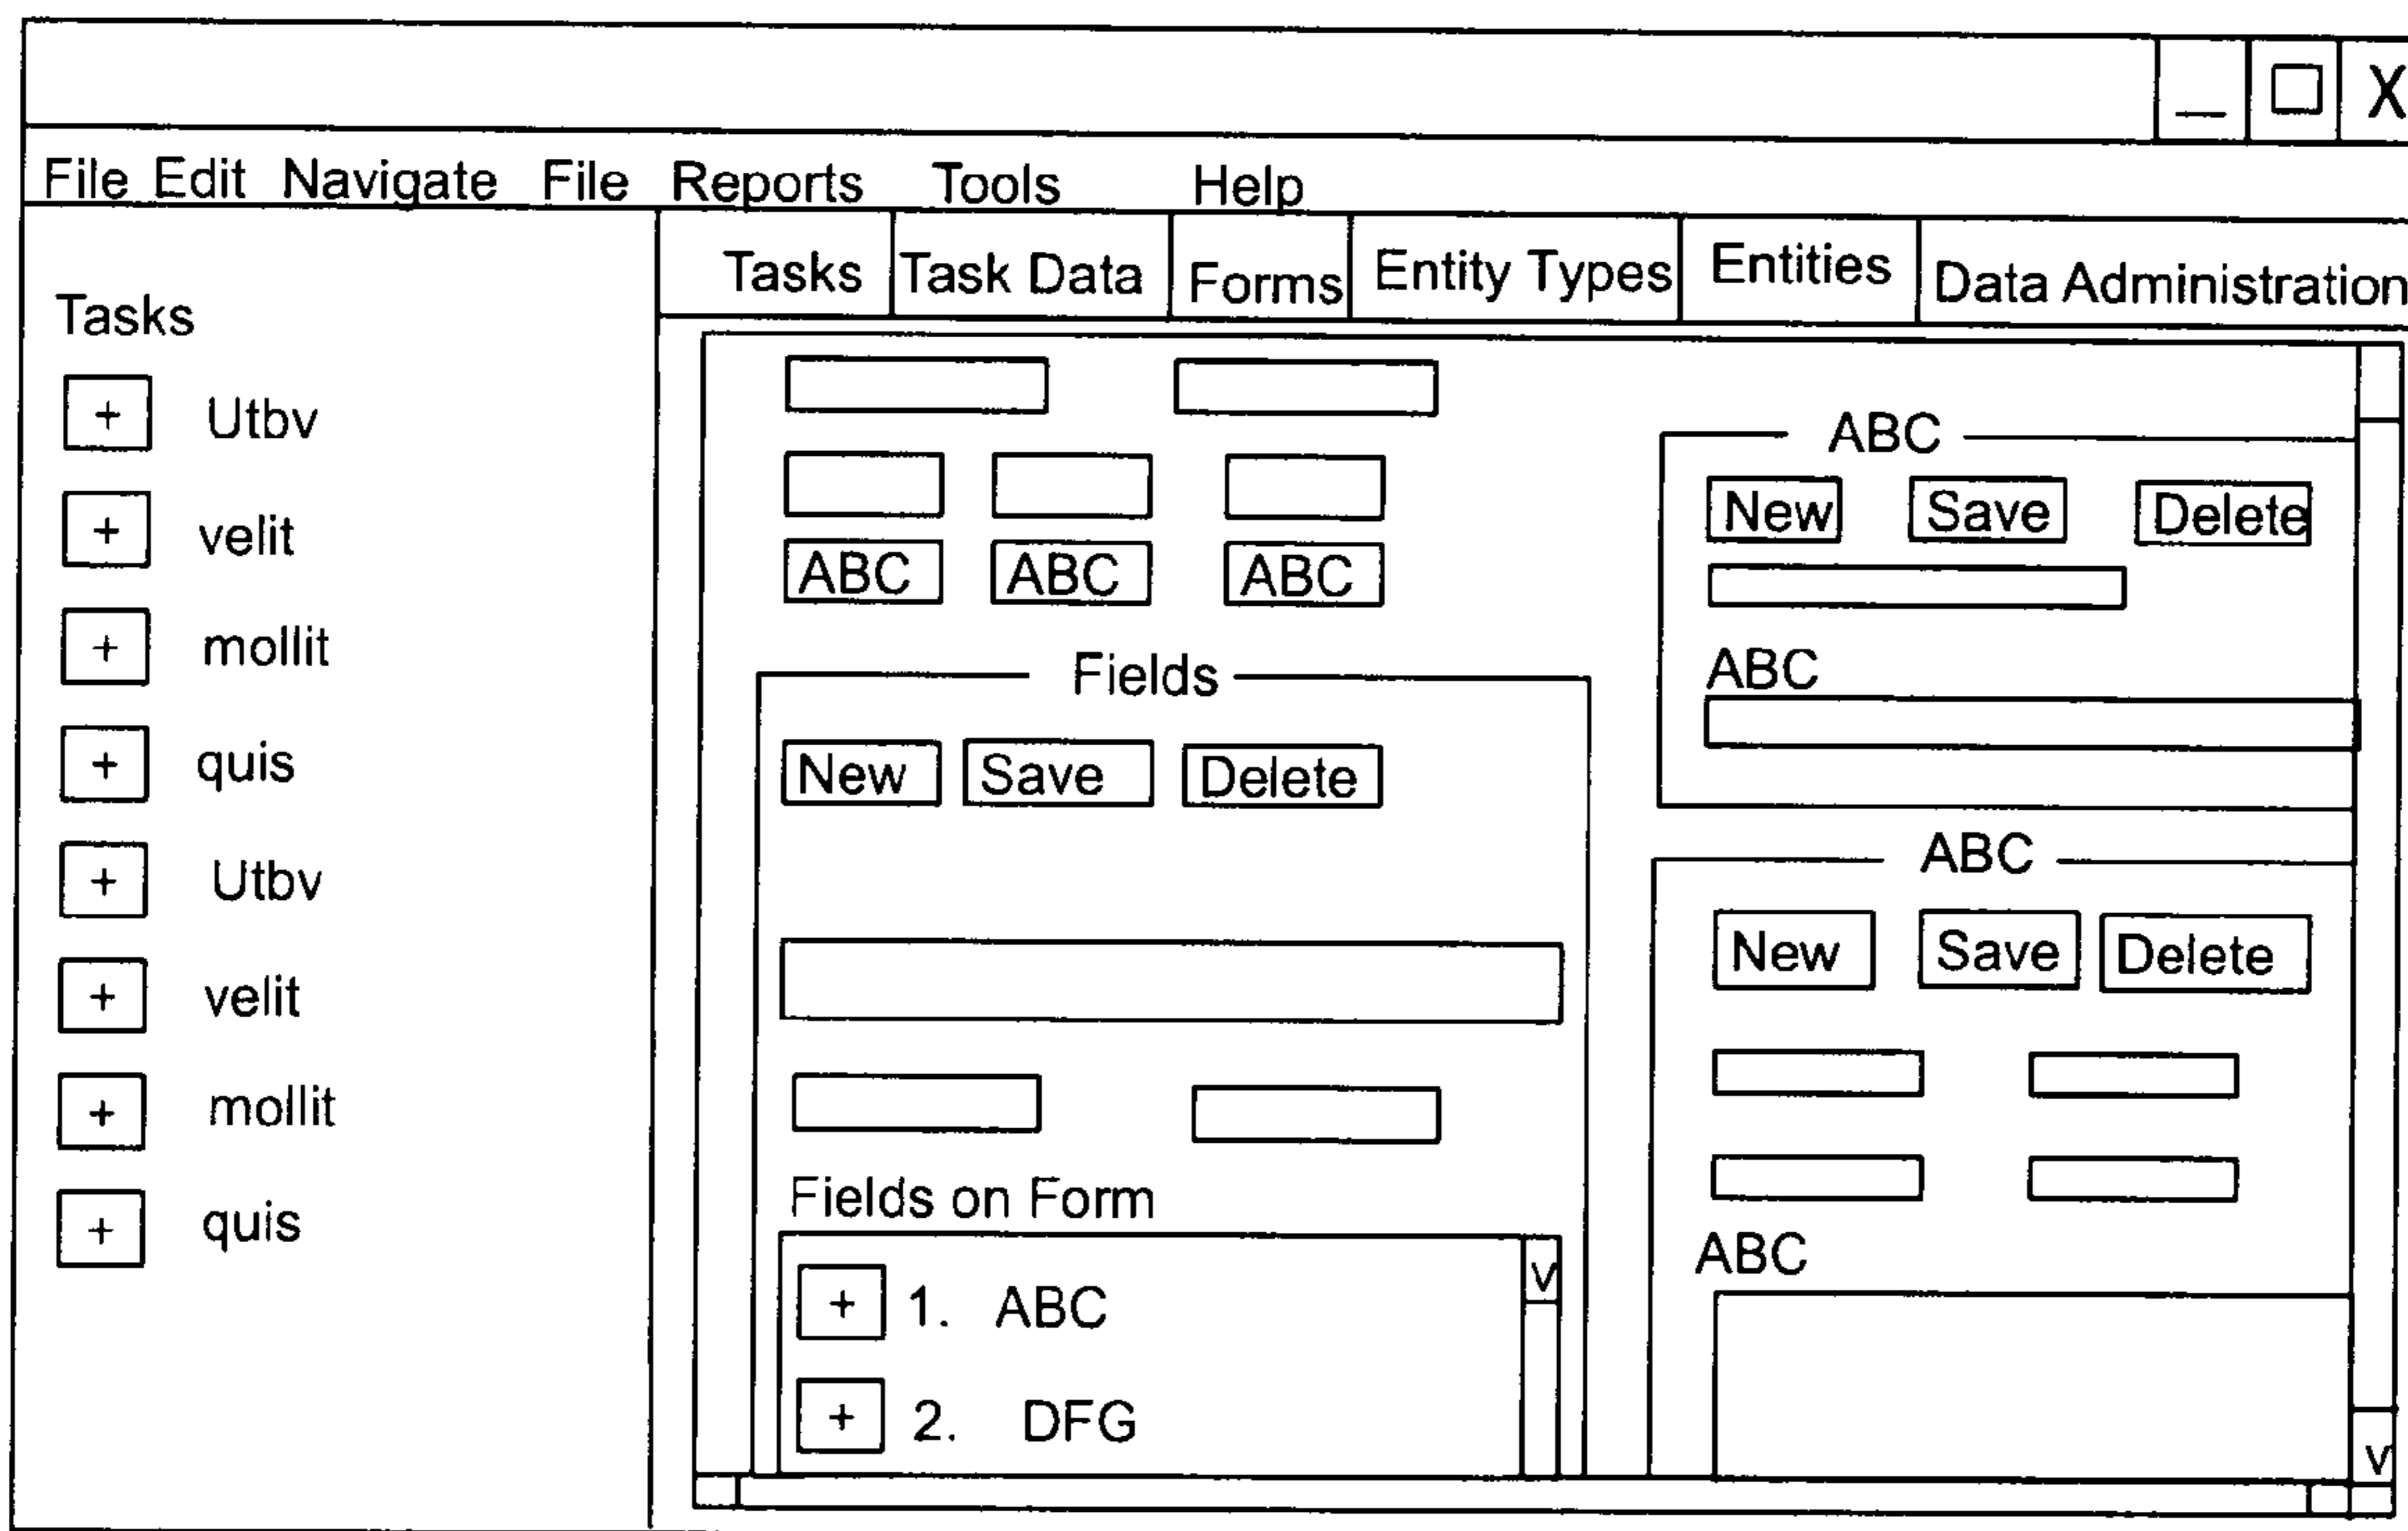 X
File Edit Navigate File Reports Tools Help
Tasks Task Data Forms Entity Types Entities Data Administration
Tasks
+ Utbv
+ velit
+ mollit
+ quis
+ Utbv
+ velit
+ mollit
+ quis
ABC ABC ABC
Fields
New Save Delete
Fields on Form
+ 1. ABC
+ 2. DFG
V
ABC
New Save Delete
ABC
ABC
New Save Delete
ABC
V